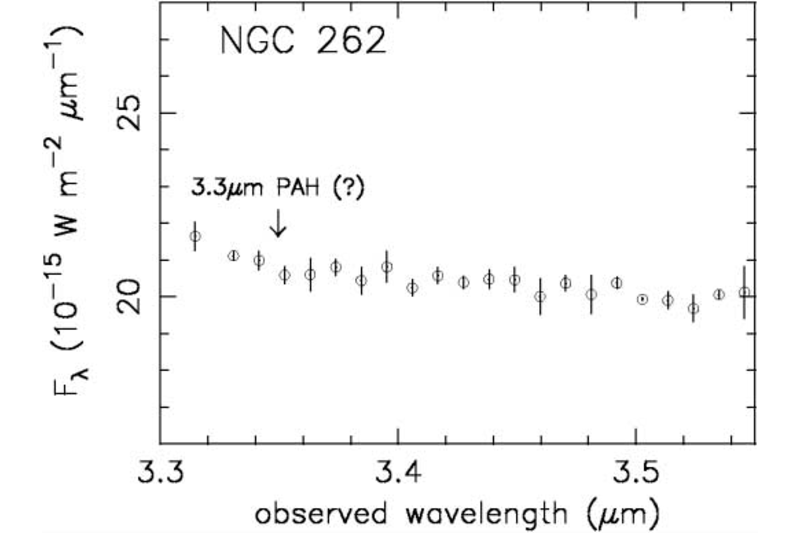 NGC 262
F_λ (10⁻¹⁵ W m⁻² μm⁻¹)
25
3.3μm PAH (?)
20
3.3 3.4 3.5
observed wavelength (μm)